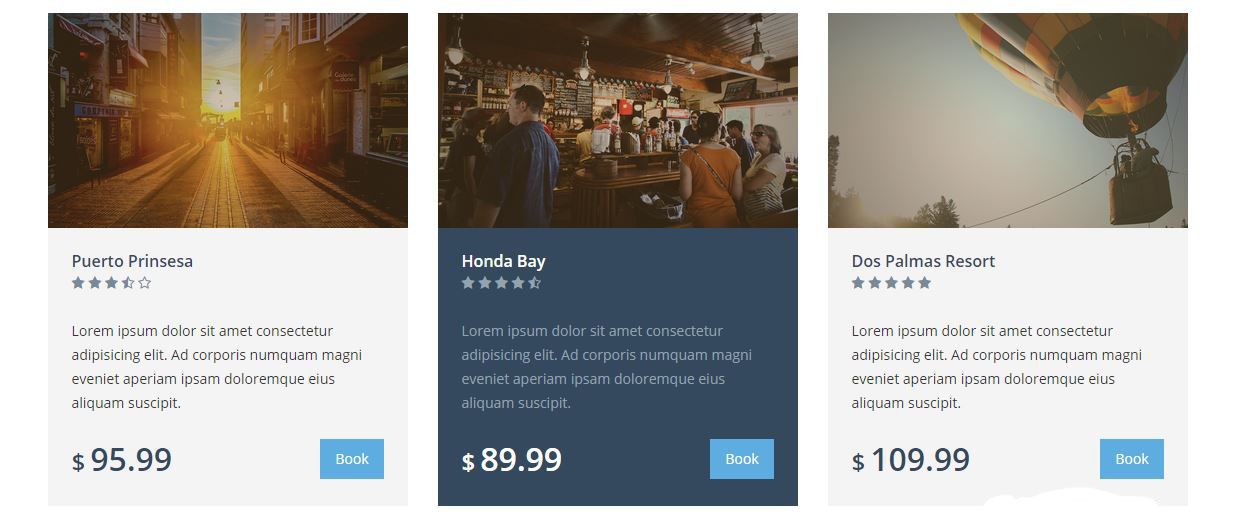 Puerto Prinsesa
Lorem ipsum dolor sit amet consectetur
adipisicing elit. Ad corporis numquam magni
eveniet aperiam ipsam doloremque eius
aliquam suscipit.
$ 95.99
Book
Honda Bay
Lorem ipsum dolor sit amet consectetur
adipisicing elit. Ad corporis numquam magni
eveniet aperiam ipsam doloremque eius
aliquam suscipit.
$ 89.99
Book
Dos Palmas Resort
Lorem ipsum dolor sit amet consectetur
adipisicing elit. Ad corporis numquam magni
eveniet aperiam ipsam doloremque eius
aliquam suscipit.
$ 109.99
Book